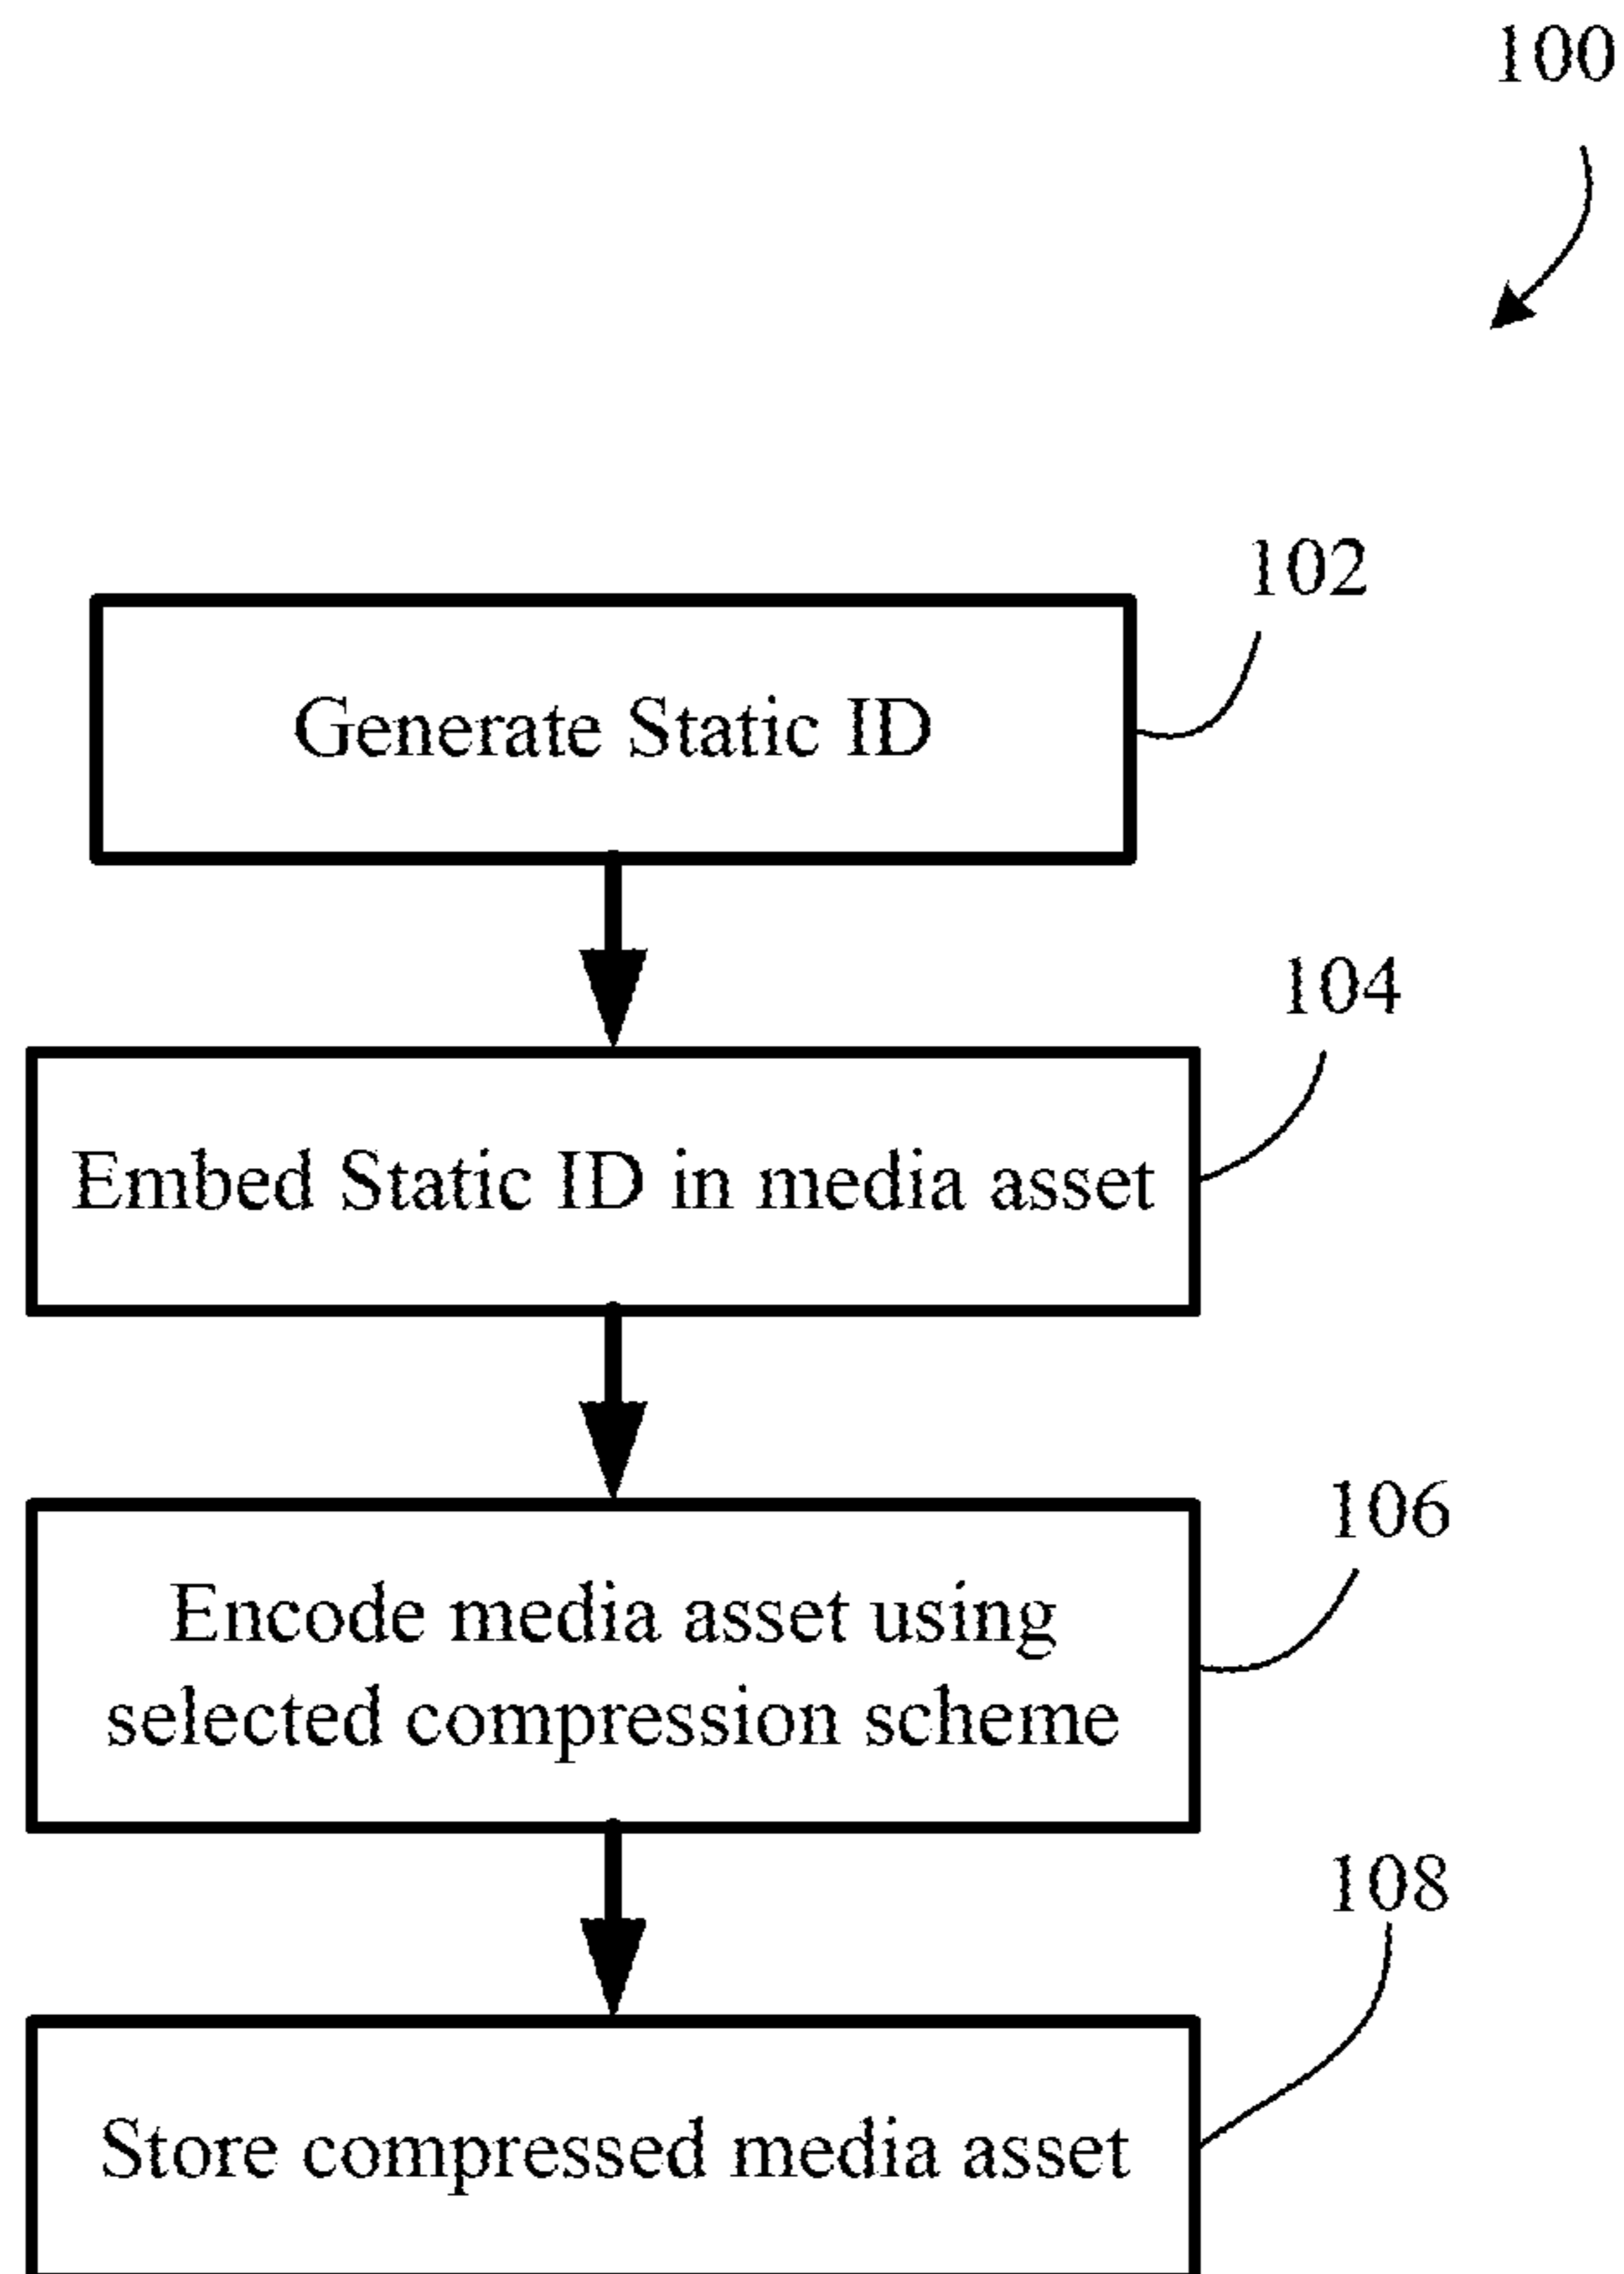 100
102
Generate Static ID
104
Embed Static ID in media asset
106
Encode media asset using
selected compression scheme
108
Store compressed media asset